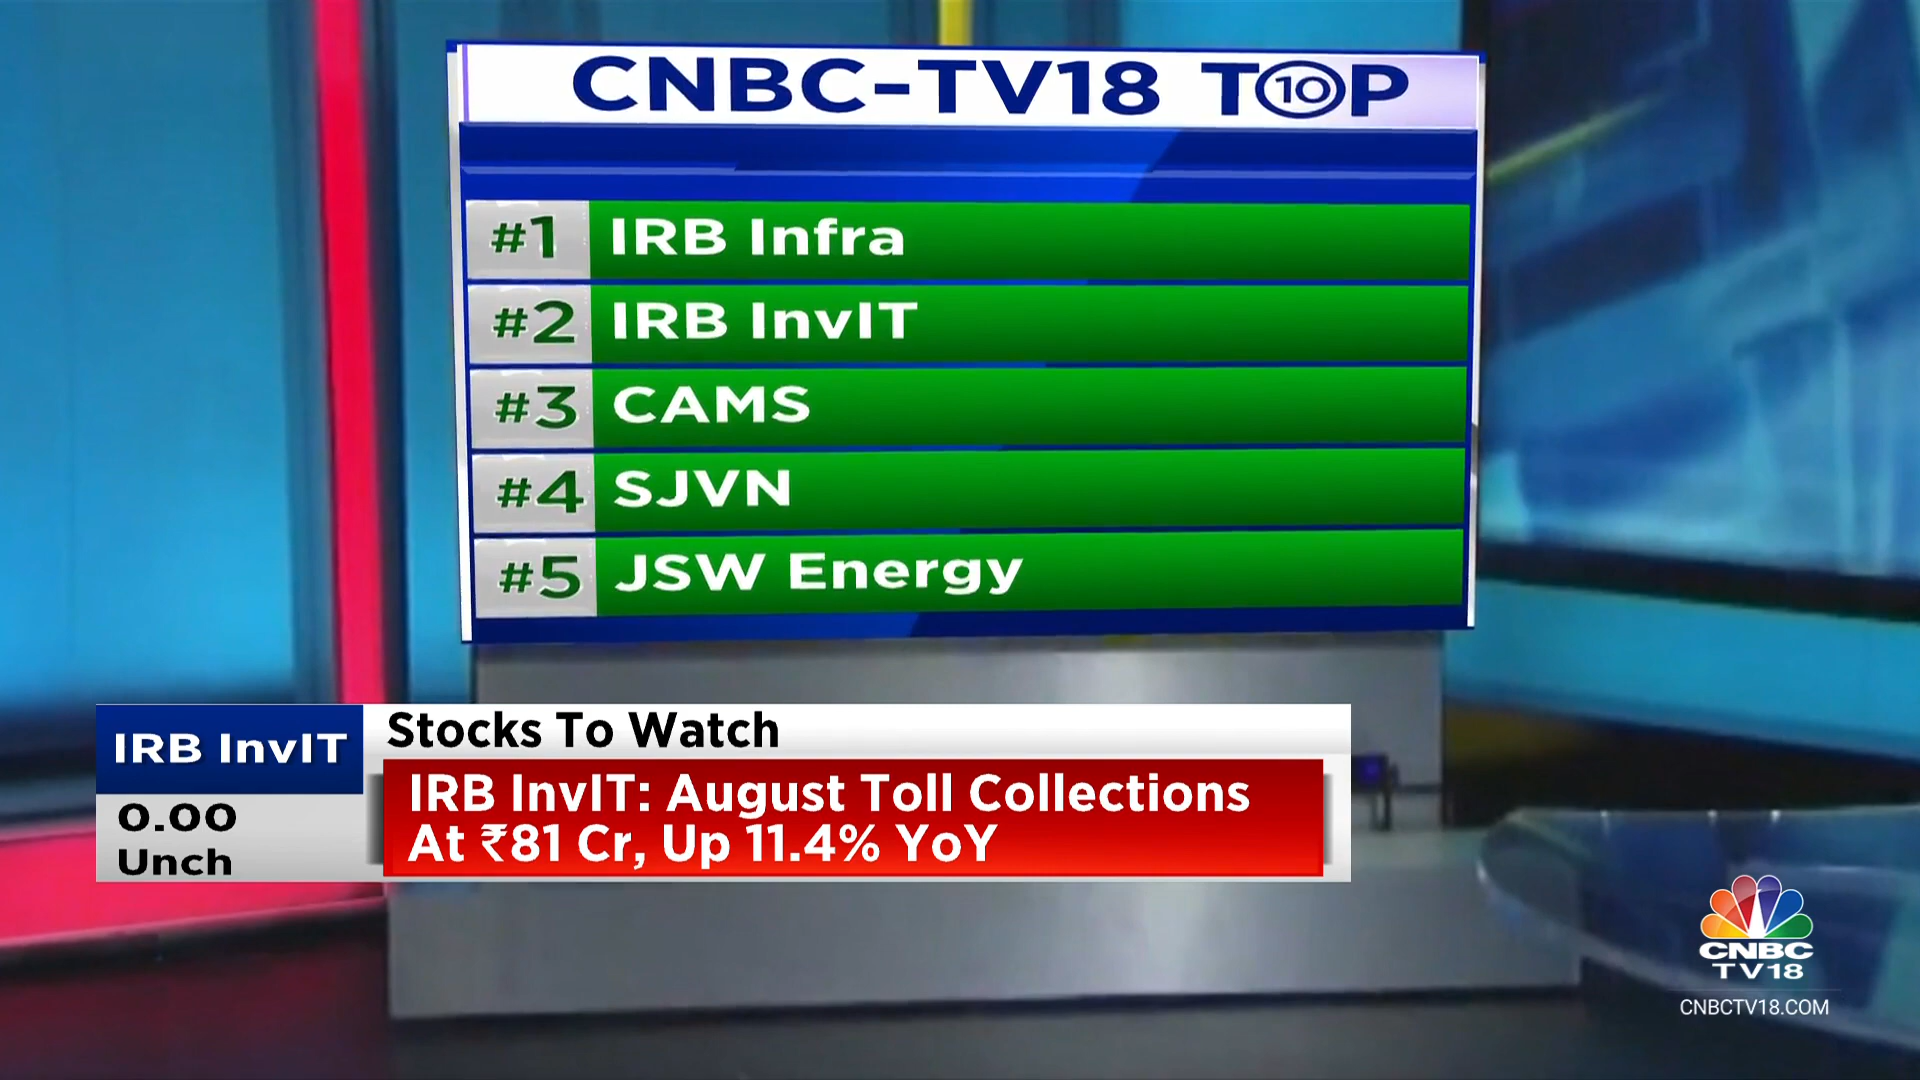 CNBC-TV18 TOP
10
#1 IRB Infra
#2 IRB InvIT
#3 CAMS
#4 SJVN
#5 JSW Energy
IRB InvIT
0.00
Unch
Stocks To Watch
IRB InvIT: August Toll Collections
At ₹81 Cr, Up 11.4% YoY
CNBC
TV18
CNBCTV18.COM